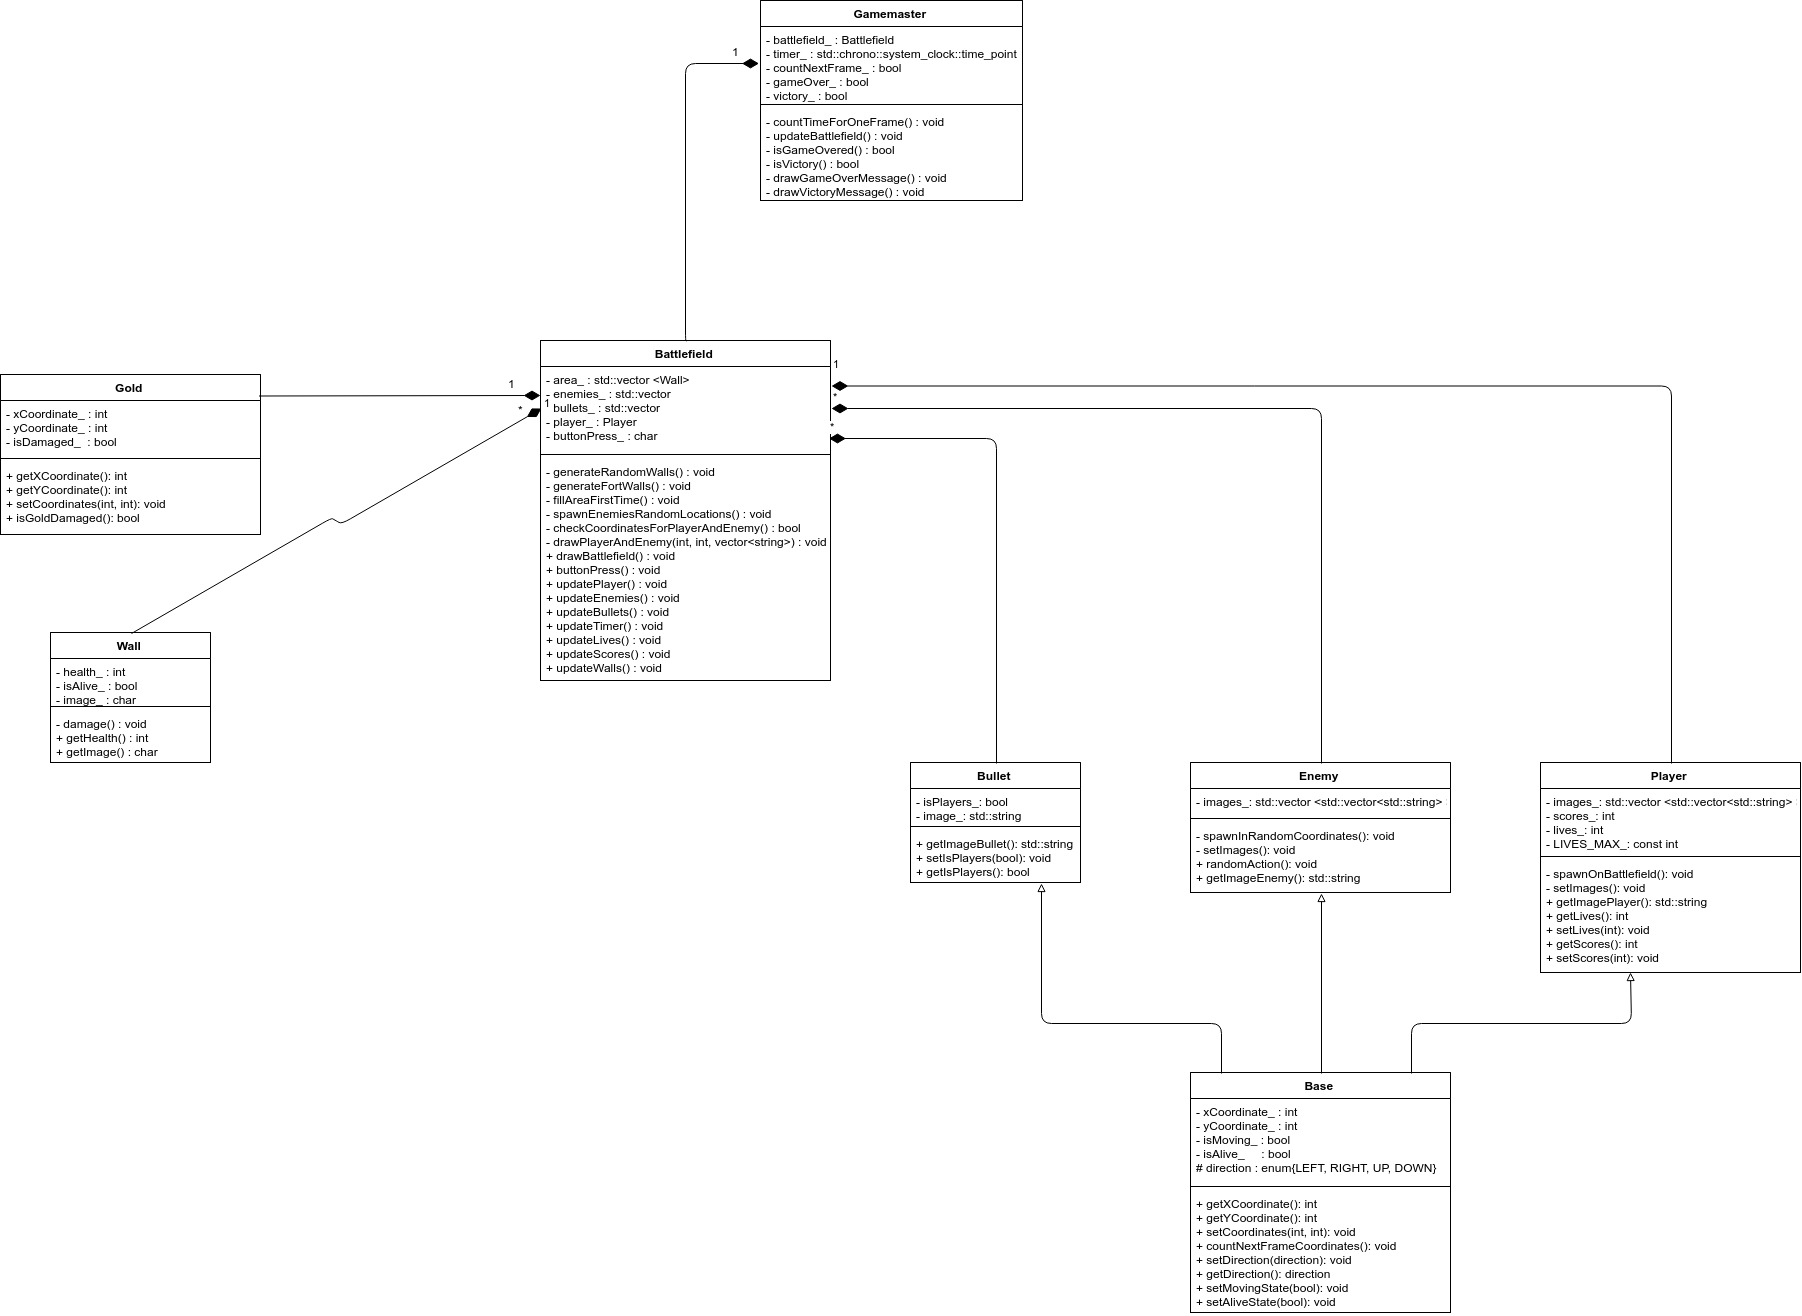 Gamemaster
- battlefield_ : Battlefield
- timer_ : std::chrono::system_clock::time_point
- countNextFrame_ : bool
- gameOver_ : bool
- victory_ : bool
- countTimeForOneFrame() : void
- updateBattlefield() : void
- isGameOvered() : bool
- isVictory() : bool
- drawGameOverMessage() : void
- drawVictoryMessage() : void
1
Battlefield
- area_ : std::vector <Wall>
- enemies_ : std::vector
bullets_ : std::vector
- player_ : Player
- buttonPress_ : char
- generateRandomWalls() : void
- generateFortWalls() : void
- fillAreaFirstTime() : void
- spawnEnemiesRandomLocations() : void
- checkCoordinatesForPlayerAndEnemy() : bool
- drawPlayerAndEnemy(int, int, vector<string>) : void
+ drawBattlefield() : void
+ buttonPress() : void
+ updatePlayer() : void
+ updateEnemies() : void
+ updateBullets() : void
+ updateTimer() : void
+ updateLives() : void
+ updateScores() : void
+ updateWalls() : void
1
*
1
1
*
*
Gold
- xCoordinate_ : int
- yCoordinate_ : int
- isDamaged_ : bool
+ getXCoordinate(): int
+ getYCoordinate(): int
+ setCoordinates(int, int): void
+ isGoldDamaged(): bool
Wall
- health_ : int
- isAlive_ : bool
- image_ : char
- damage() : void
+ getHealth() : int
+ getImage() : char
Bullet
- isPlayers_: bool
- image_: std::string
+ getImageBullet(): std::string
+ setIsPlayers(bool): void
+ getIsPlayers(): bool
Enemy
- images_: std::vector <std::vector<std::string>
- spawnInRandomCoordinates(): void
- setImages(): void
+ randomAction(): void
+ getImageEnemy(): std::string
Player
- images_: std::vector <std::vector<std::string>
- scores_: int
- lives_: int
- LIVES_MAX_: const int
- spawnOnBattlefield(): void
- setImages(): void
+ getImagePlayer(): std::string
+ getLives(): int
+ setLives(int): void
+ getScores(): int
+ setScores(int): void
Base
- xCoordinate_ : int
- yCoordinate_ : int
- isMoving_ : bool
- isAlive_ : bool
# direction : enum{LEFT, RIGHT, UP, DOWN}
+ getXCoordinate(): int
+ getYCoordinate(): int
+ setCoordinates(int, int): void
+ countNextFrameCoordinates(): void
+ setDirection(direction): void
+ getDirection(): direction
+ setMovingState(bool): void
+ setAliveState(bool): void